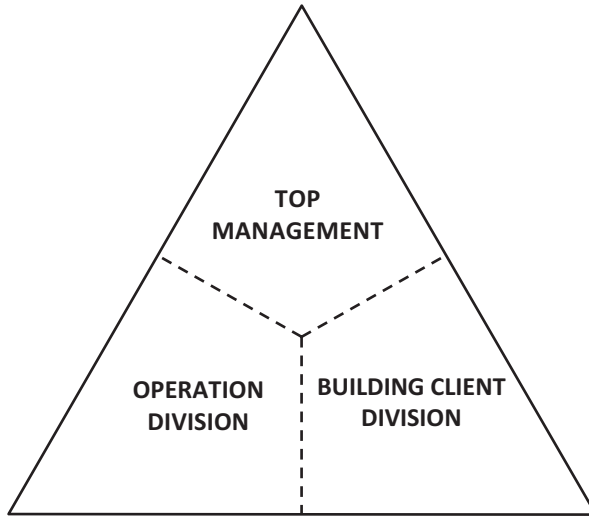 TOP
MANAGEMENT
OPERATION
DIVISION
BUILDING CLIENT
DIVISION